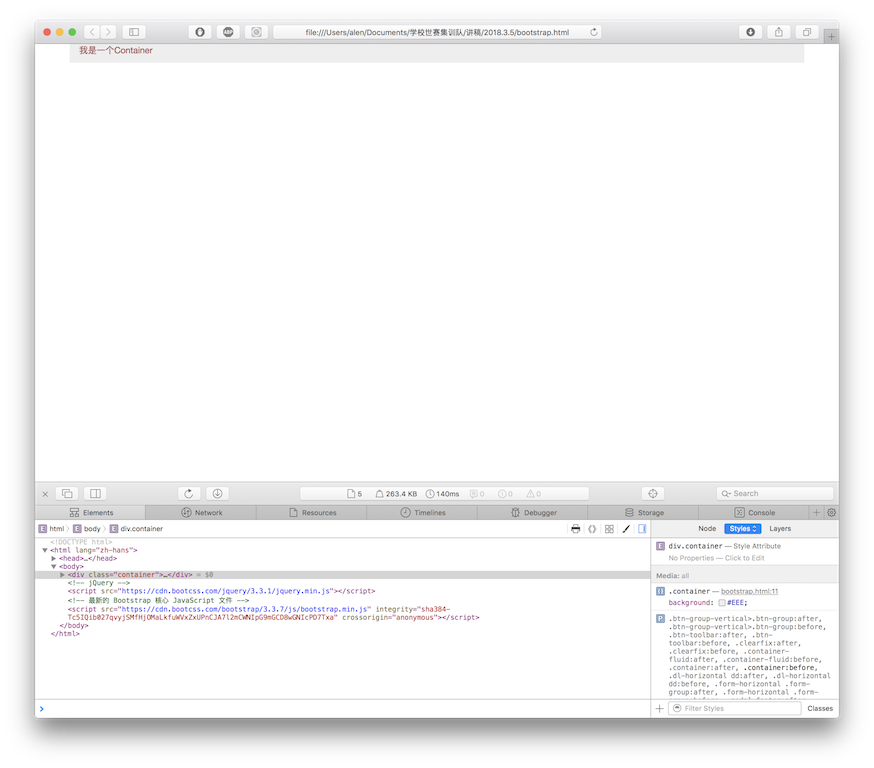 ABP
file:///Users/alen/Documents/学校世赛集训队/讲稿/2018.3.5/bootstrap.html
我是一个Container
5 263.4 KB 140ms 0 0 0 Search
Elements Network Resources Timelines Debugger Storage Console
E html E body E div.container
Node Styles Layers
<!DOCTYPE html>
<html lang="zh-hans">
<head>…</head>
<body>
<div class="container">…</div> = $0
<!-- jQuery -->
<script src="https://cdn.bootcss.com/jquery/3.3.1/jquery.min.js"></script>
<!-- 最新的 Bootstrap 核心 JavaScript 文件 -->
<script src="https://cdn.bootcss.com/bootstrap/3.3.7/js/bootstrap.min.js" integrity="sha384-
Tc5IQib027qvyjSMfHjOMaLkfuWVxZxUPnCJA7l2mCWNIpG9mGCD8wGNIcPD7Txa" crossorigin="anonymous"></script>
</body>
</html>
E div.container — Style Attribute
No Properties — Click to Edit
Media: all
.container — bootstrap.html:11
background: #EEE;
P .btn-group-vertical>.btn-group:after,
.btn-group-vertical>.btn-group:before,
.btn-toolbar:after, .btn-
toolbar:before, .clearfix:after,
.clearfix:before, .container-
fluid:after, .container-fluid:before,
.container:after, .container:before,
.dl-horizontal dd:after, .dl-horizontal
dd:before, .form-horizontal .form-
group:after, .form-horizontal .form-
Filter Styles Classes